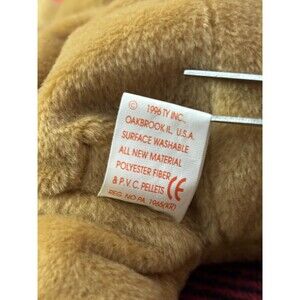 ©
1996 TY INC.
OAKBROOK IL, U.S.A.
SURFACE WASHABLE
ALL NEW MATERIAL
POLYESTER FIBER
& P.V.C. PELLETS CE
REG. NO PA. 1965(KR)